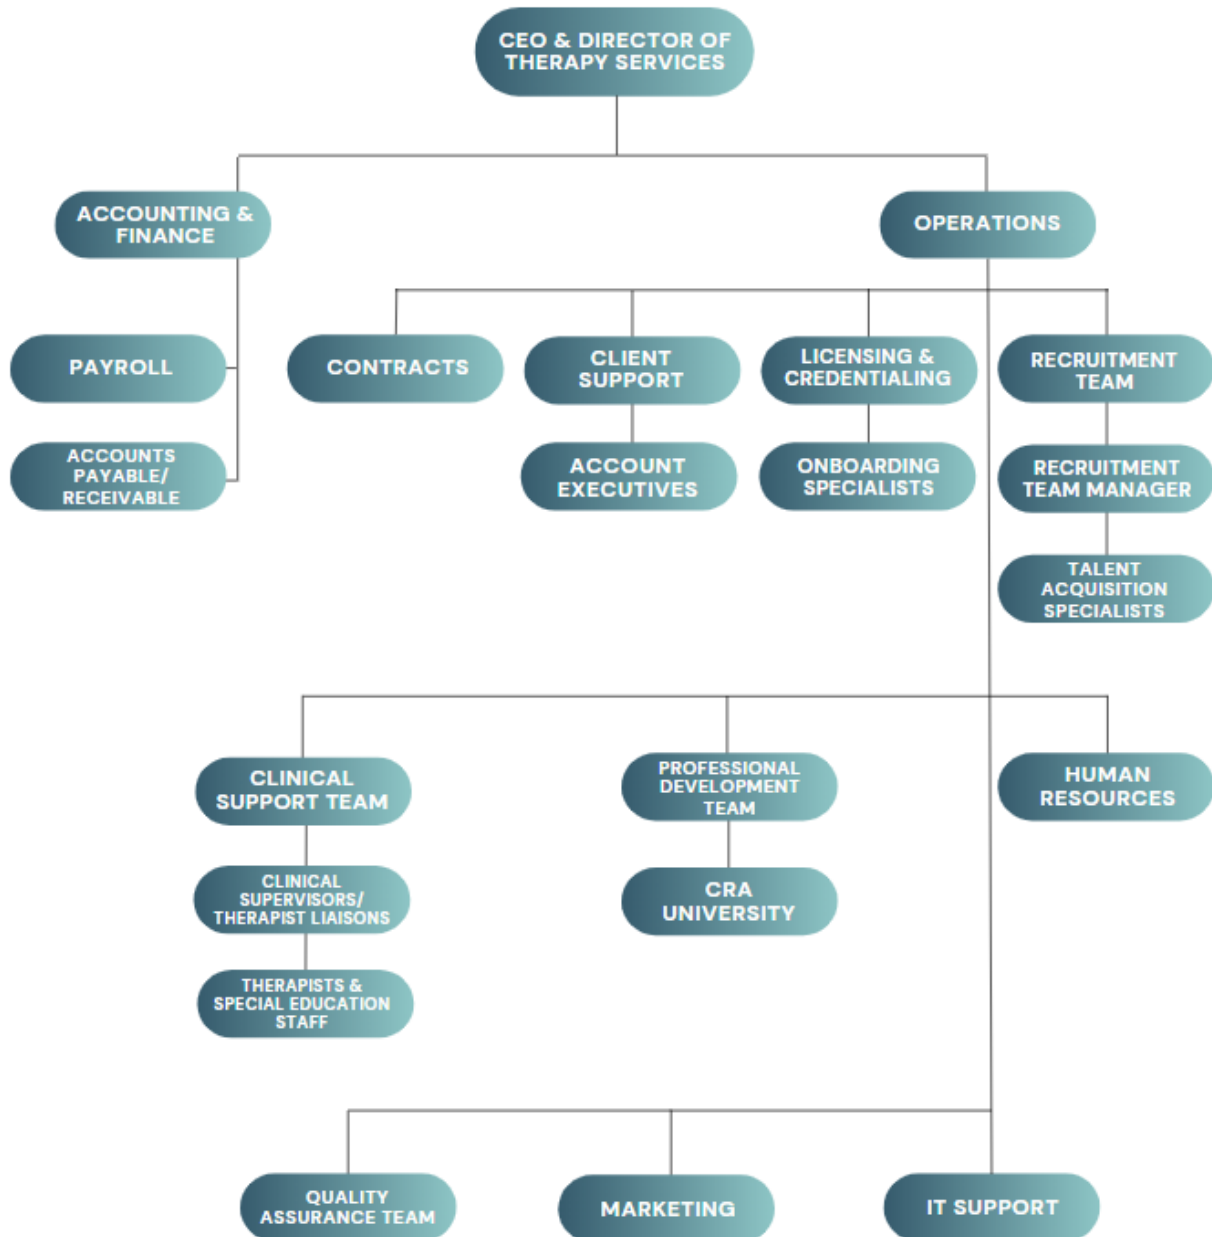 CEO & DIRECTOR OF
THERAPY SERVICES
ACCOUNTING &
FINANCE
OPERATIONS
PAYROLL
CONTRACTS
CLIENT
SUPPORT
LICENSING &
CREDENTIALING
RECRUITMENT
TEAM
ACCOUNTS
PAYABLE/
RECEIVABLE
ACCOUNT
EXECUTIVES
ONBOARDING
SPECIALISTS
RECRUITMENT
TEAM MANAGER
TALENT
ACQUISITION
SPECIALISTS
CLINICAL
SUPPORT TEAM
PROFESSIONAL
DEVELOPMENT
TEAM
HUMAN
RESOURCES
CLINICAL
SUPERVISORS/
THERAPIST LIAISONS
CRA
UNIVERSITY
THERAPISTS &
SPECIAL EDUCATION
STAFF
QUALITY
ASSURANCE TEAM
MARKETING
IT SUPPORT